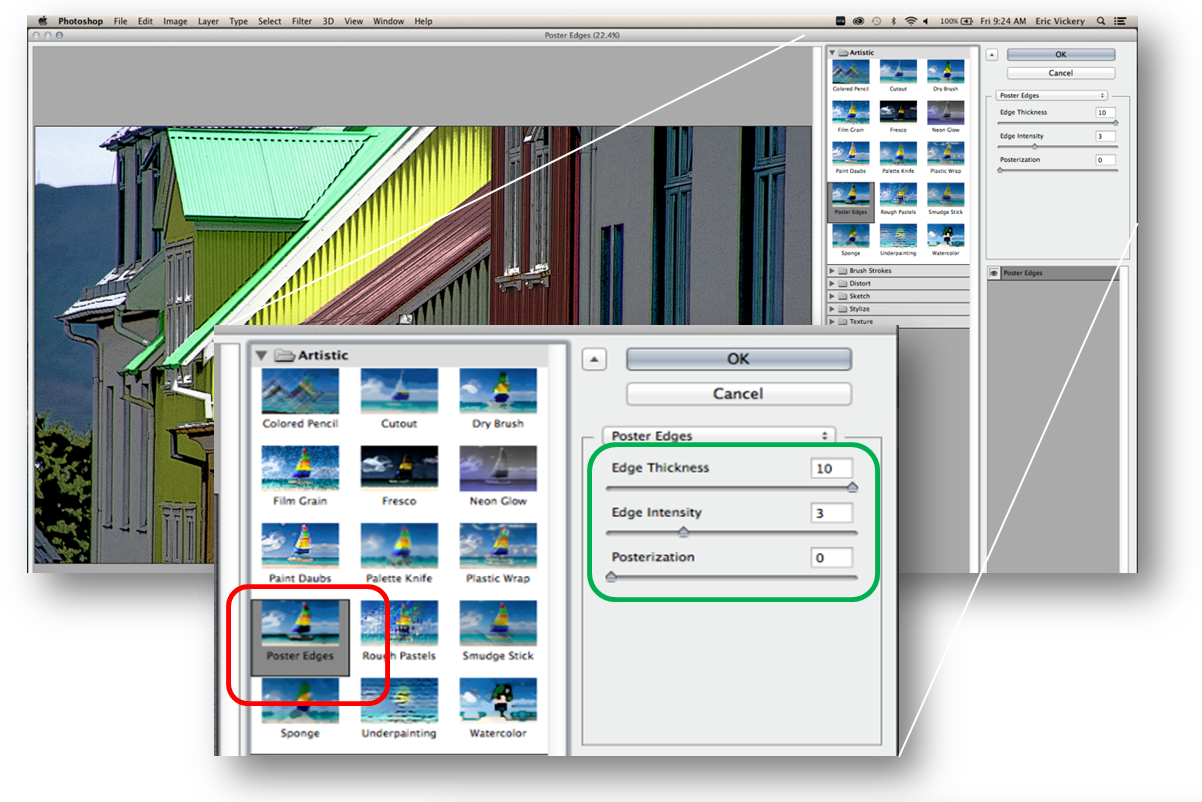 Photoshop File Edit Image Layer Type Select Filter 3D View Window Help 100% Fri 9:24 AM Eric Vickery
Poster Edges (22.4%)
Artistic
Colored Pencil Cutout Dry Brush
Film Grain Fresco Neon Glow
Paint Daubs Palette Knife Plastic Wrap
Poster Edges Rough Pastels Smudge Stick
Sponge Underpainting Watercolor
Brush Strokes
Distort
Sketch
Stylize
Texture
OK
Cancel
Poster Edges
Edge Thickness 10
Edge Intensity 3
Posterization 0
Poster Edges
Artistic
Colored Pencil Cutout Dry Brush
Film Grain Fresco Neon Glow
Paint Daubs Palette Knife Plastic Wrap
Poster Edges Rough Pastels Smudge Stick
Sponge Underpainting Watercolor
OK
Cancel
Poster Edges
Edge Thickness 10
Edge Intensity 3
Posterization 0